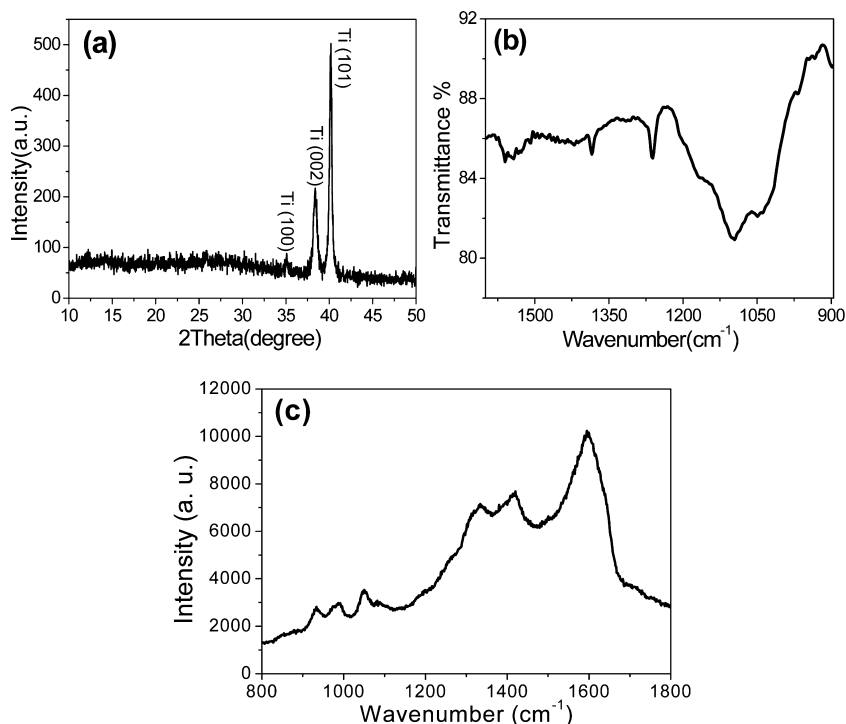 (a)
500
400
300
200
100
0
Intensity(a.u.)
Ti (100)
Ti (002)
Ti (101)
10 15 20 25 30 35 40 45 50
2Theta(degree)
(b)
92
88
84
80
Transmittance %
1500 1350 1200 1050 900
Wavenumber(cm⁻¹)
(c)
12000
10000
8000
6000
4000
2000
0
Intensity (a. u.)
800 1000 1200 1400 1600 1800
Wavenumber (cm⁻¹)